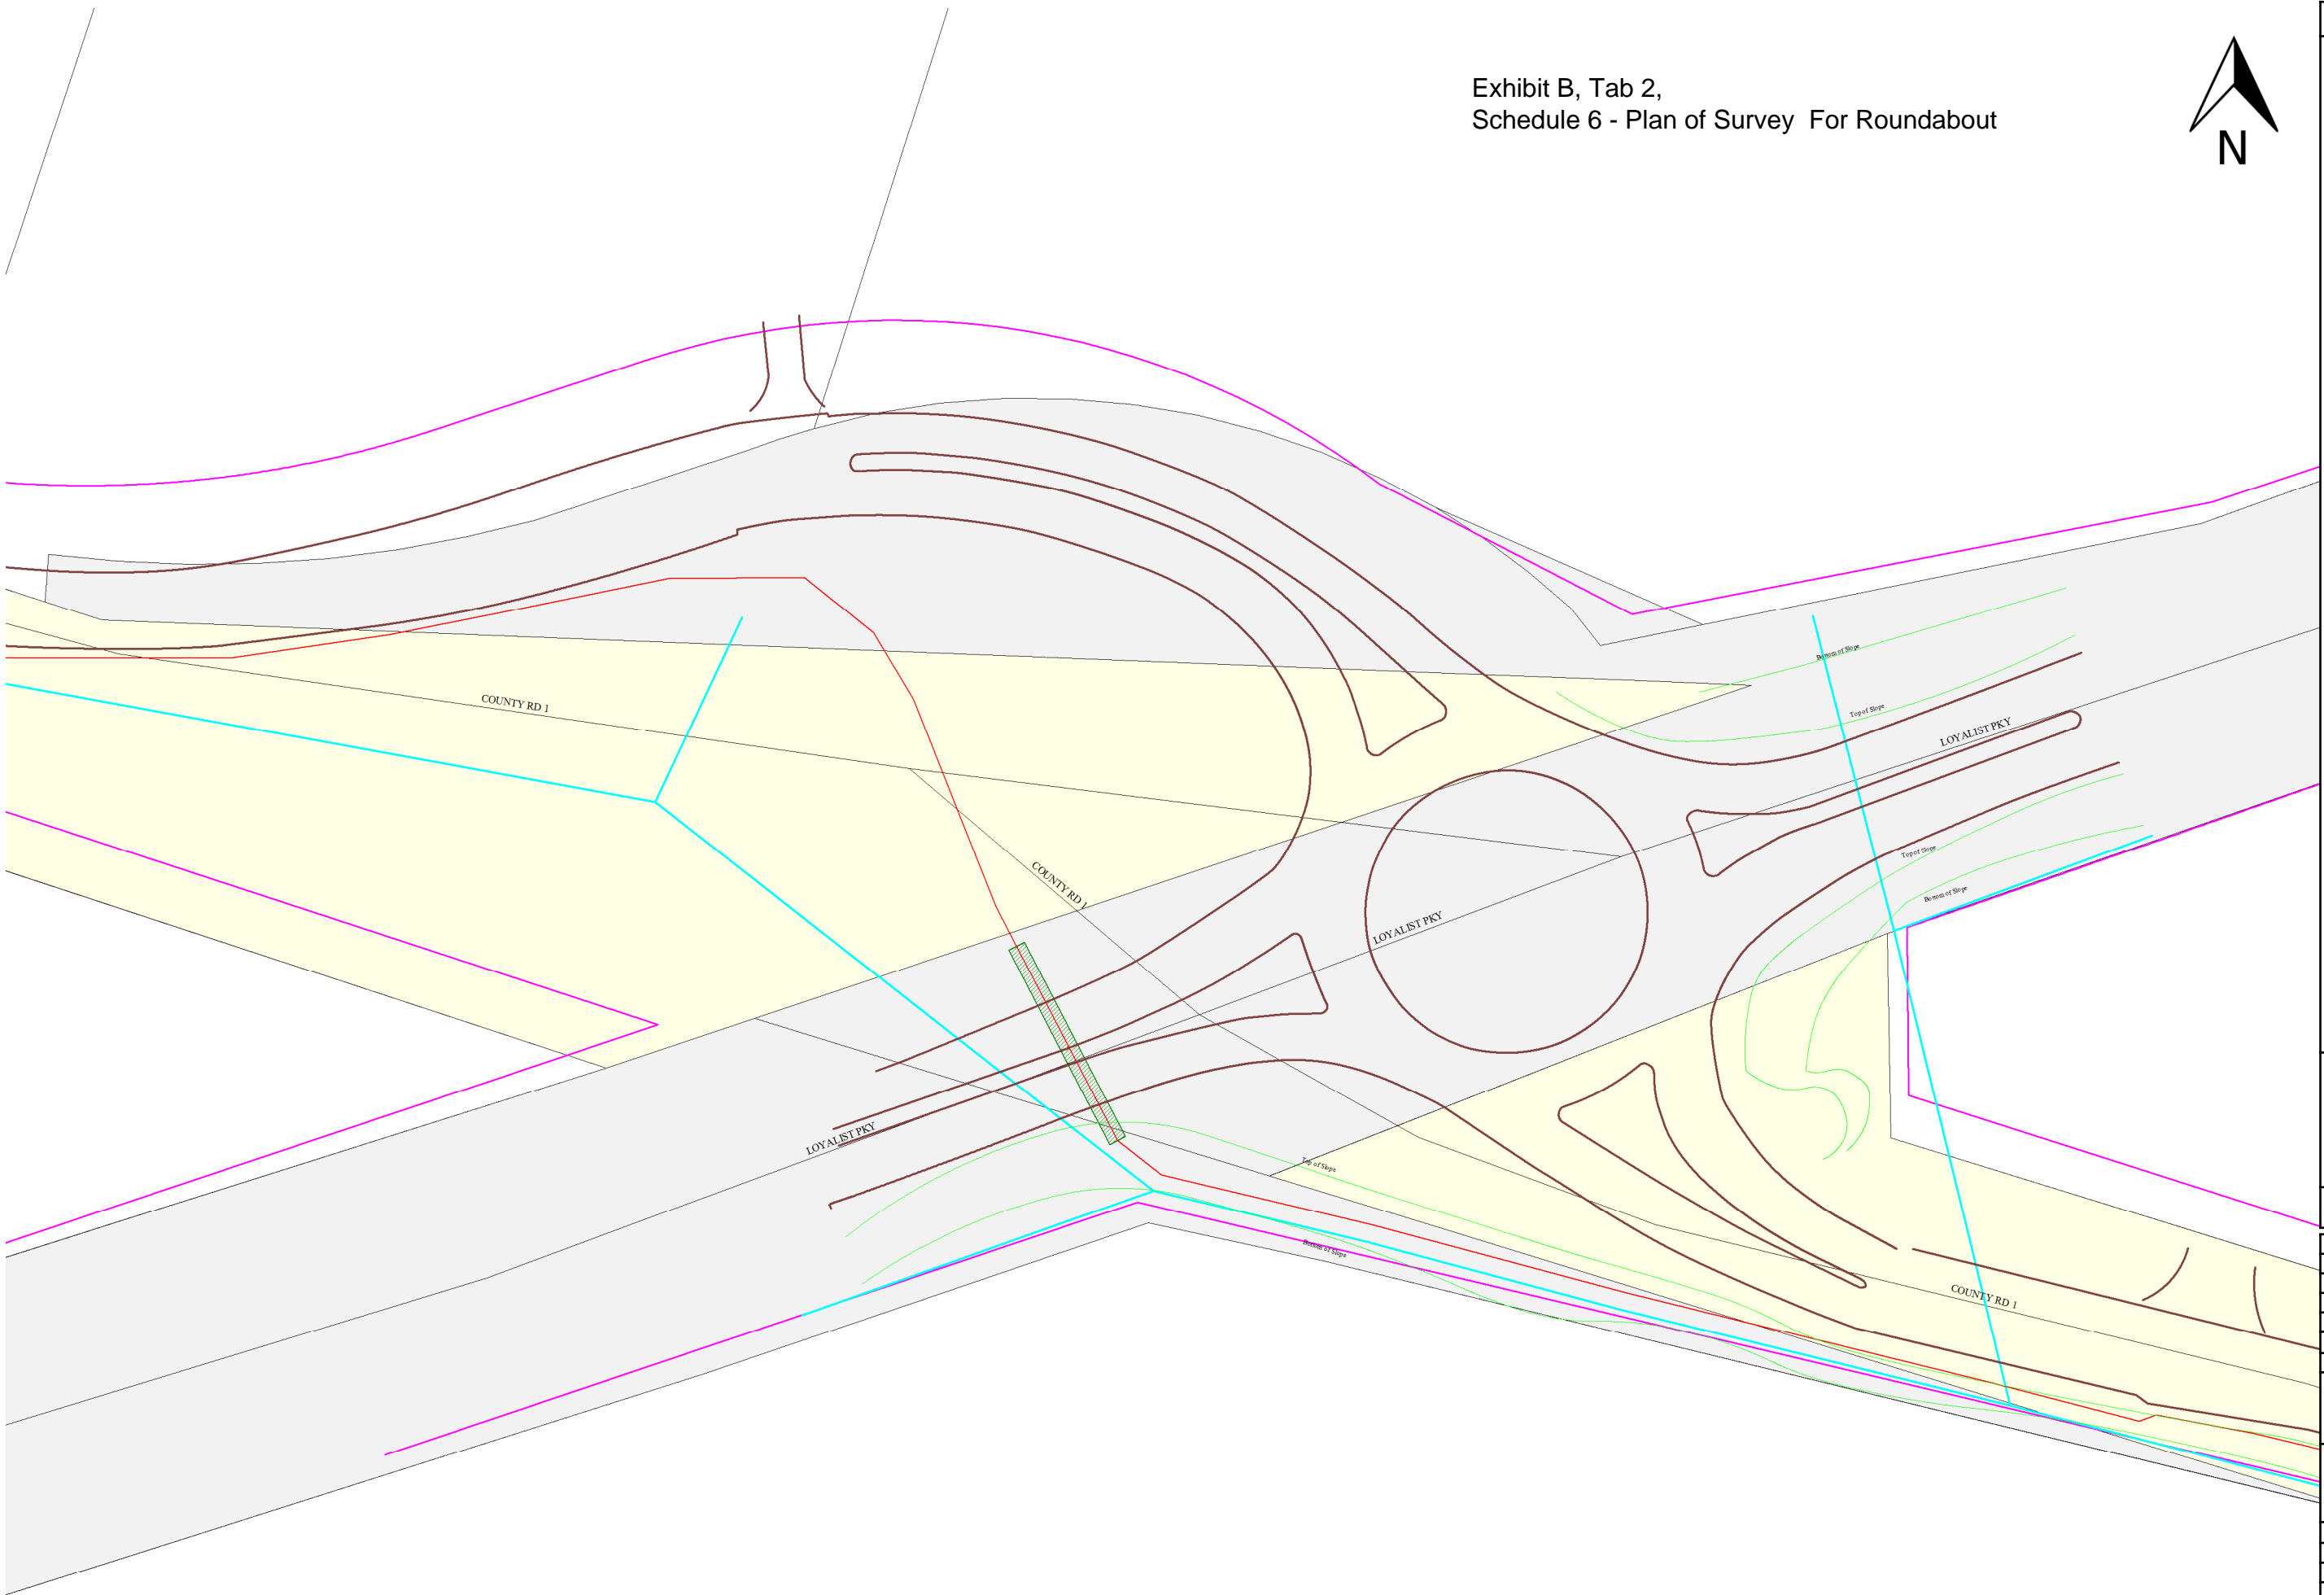 Exhibit B, Tab 2,
Schedule 6 - Plan of Survey For Roundabout
N
COUNTY RD 1
Bottom of Slope
Top of Slope
LOYALIST PKY
COUNTY RD 1
Top of Slope
Bottom of Slope
LOYALIST PKY
LOYALIST PKY
Top of Slope
Bottom of Slope
COUNTY RD 1